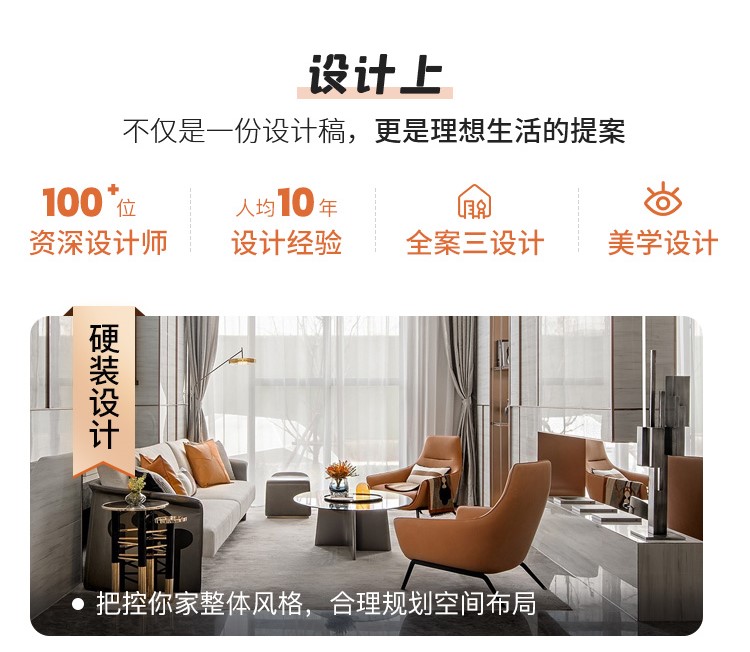 设计上
不仅是一份设计稿，更是理想生活的提案
100+位
资深设计师
人均10年
设计经验
全案三设计
美学设计
硬装设计
把控你家整体风格，合理规划空间布局